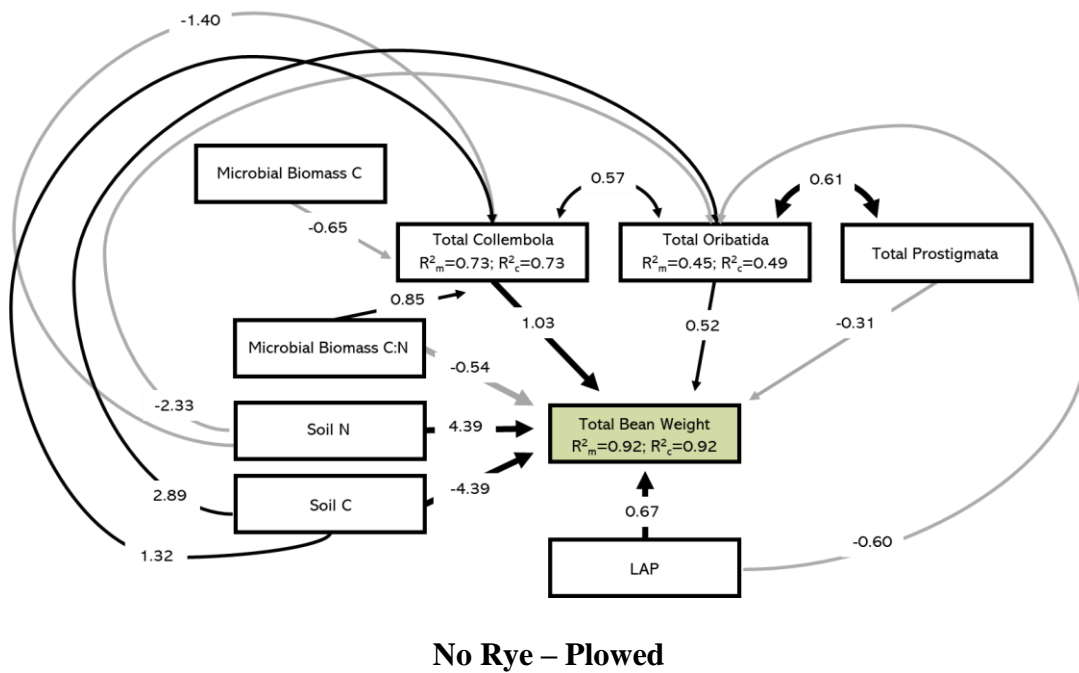 -1.40
Microbial Biomass C
0.57
0.61
-0.65
Total Collembola
R²m=0.73; R²c=0.73
Total Oribatida
R²m=0.45; R²c=0.49
Total Prostigmata
0.85
1.03
0.52
-0.31
Microbial Biomass C:N
-0.54
-2.33
Soil N
4.39
Total Bean Weight
R²m=0.92; R²c=0.92
2.89
Soil C
-4.39
0.67
1.32
-0.60
LAP
No Rye – Plowed